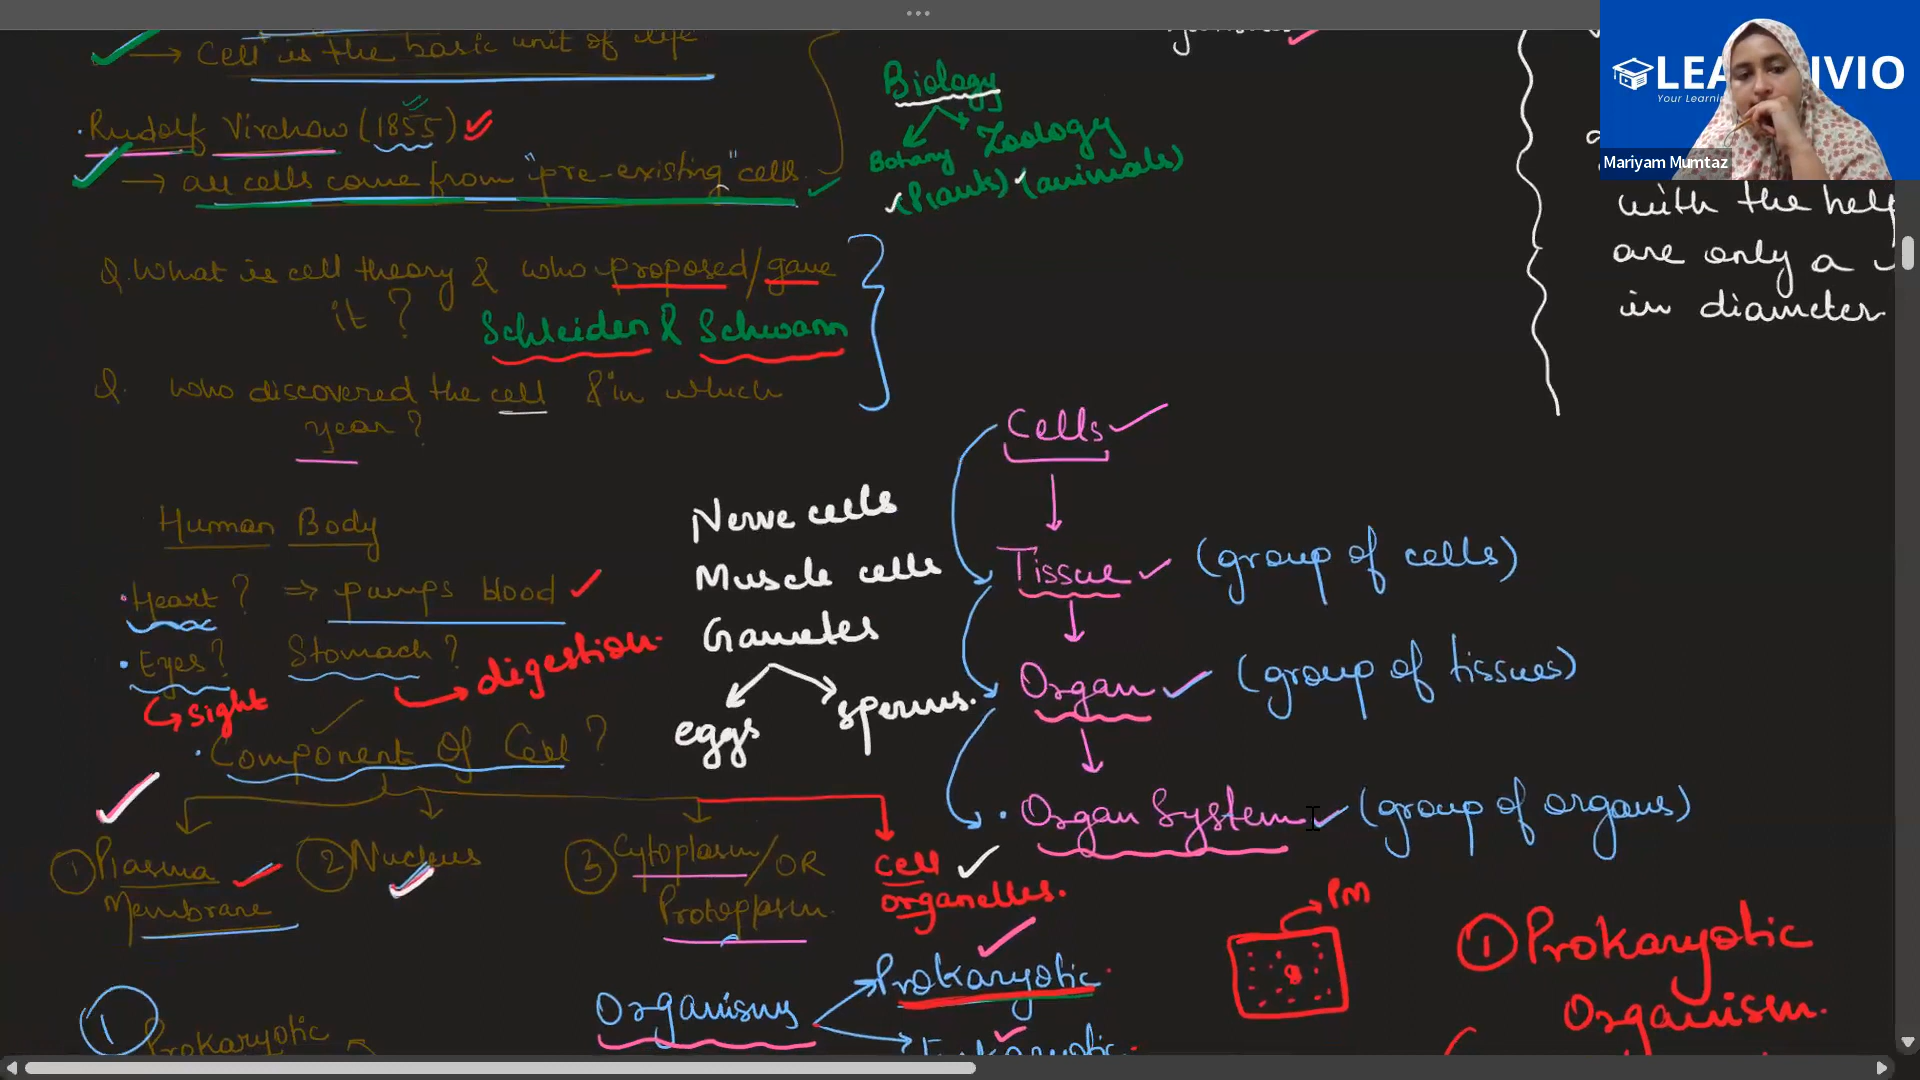 → Cell is the basic unit of life
Rudolf Virchow (1855)
→ all cells come from "pre-existing" cells.
Biology
Botany Zoology
(Plants) (animals)
LEA IVIO
Your Learnin
Mariyam Mumtaz
with the help
are only a
in diameter
Q. What is cell theory & who proposed/gave
it?
Schleiden & Schwann
Q. who discovered the cell & in which
year?
Human Body
Heart? ⇒ pumps blood
Eyes? Stomach?
sight digestion
Nerve cells
Muscle cells
Gametes
eggs sperms.
Cells
Tissue (group of cells)
Organ (group of tissues)
Organ System (group of organs)
Component Of Cell?
① Plasma Membrane
② Nucleus
③ Cytoplasm/OR
Protoplasm.
Cell
organelles.
PM
Organisms
Prokaryotic
① Prokaryotic
Organism.
1
Prokaryotic